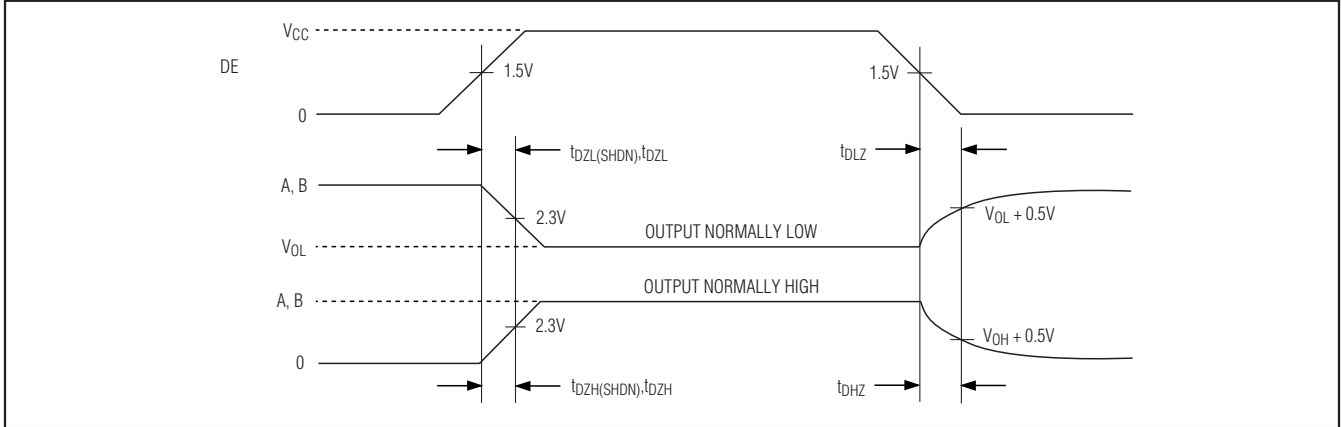 VCC
DE
1.5V
1.5V
0
tDZL(SHDN),tDZL
tDLZ
A, B
2.3V
VOL + 0.5V
VOL
OUTPUT NORMALLY LOW
A, B
OUTPUT NORMALLY HIGH
2.3V
VOH + 0.5V
0
tDZH(SHDN),tDZH
tDHZ